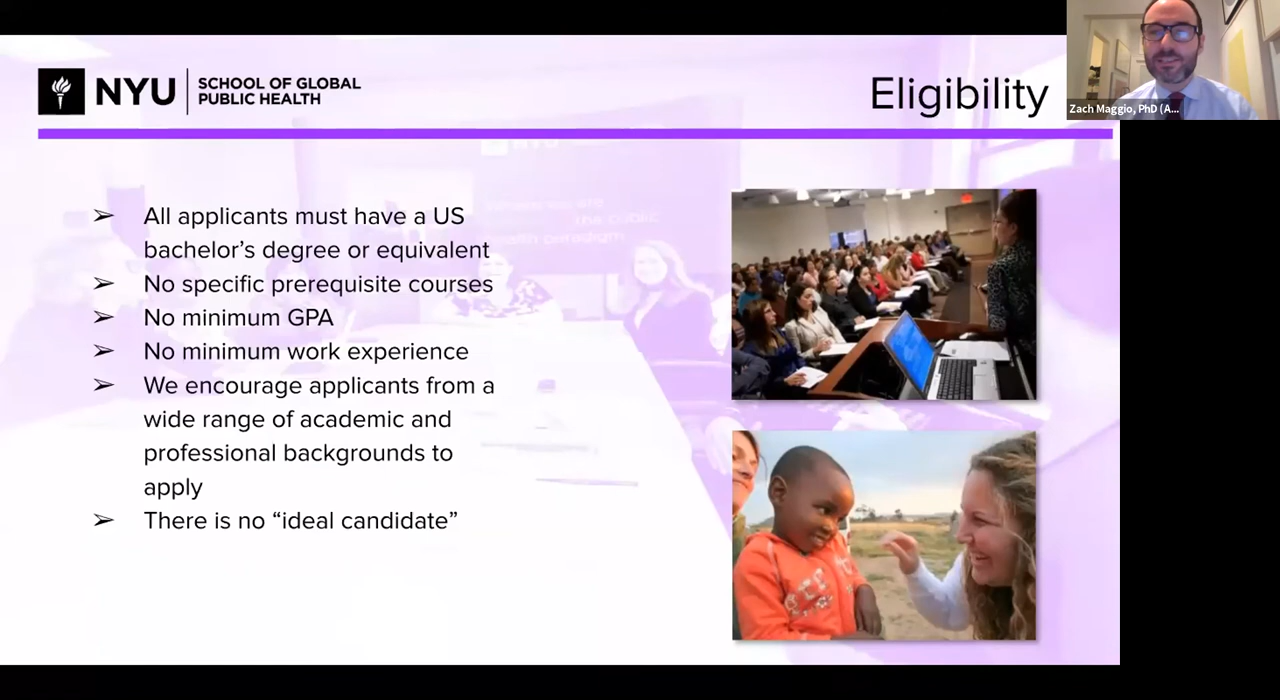 NYU
SCHOOL OF GLOBAL
PUBLIC HEALTH
Eligibility
Zach Maggio, PhD (A...
➢ All applicants must have a US
bachelor’s degree or equivalent
➢ No specific prerequisite courses
➢ No minimum GPA
➢ No minimum work experience
➢ We encourage applicants from a
wide range of academic and
professional backgrounds to
apply
➢ There is no “ideal candidate”